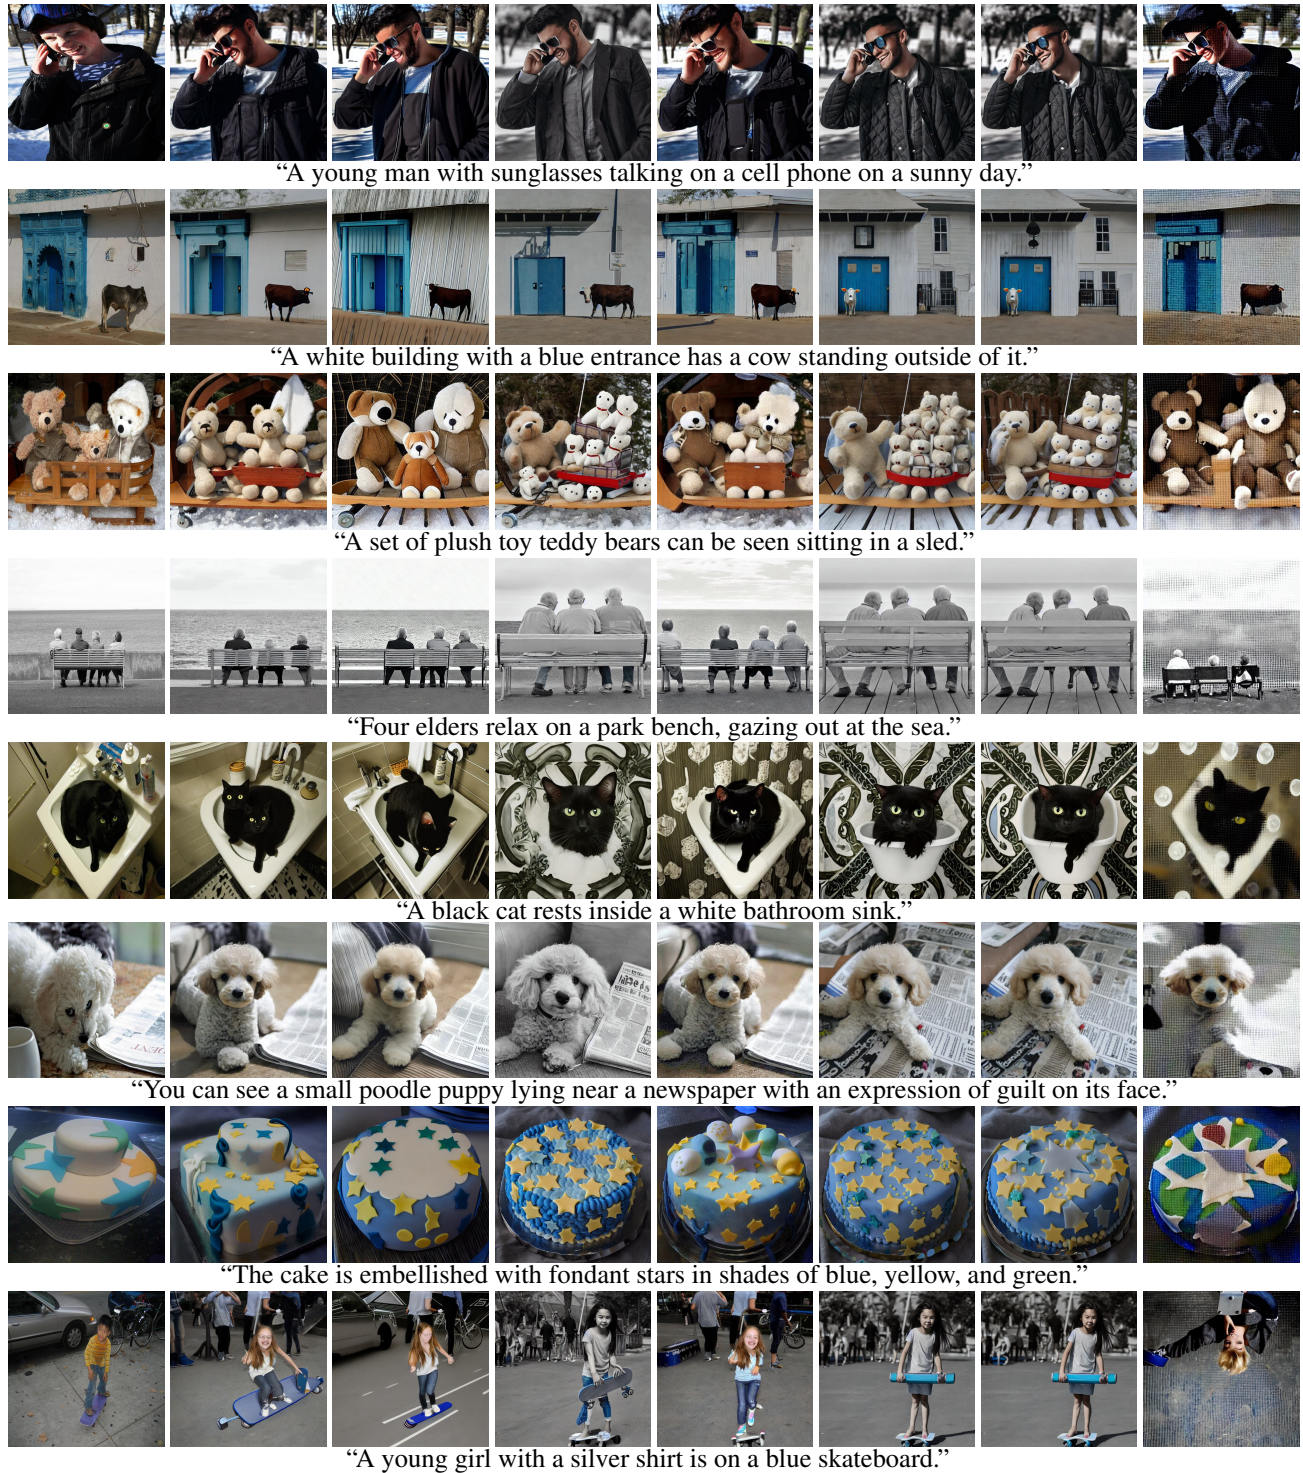 “A young man with sunglasses talking on a cell phone on a sunny day.”
“A white building with a blue entrance has a cow standing outside of it.”
“A set of plush toy teddy bears can be seen sitting in a sled.”
“Four elders relax on a park bench, gazing out at the sea.”
“A black cat rests inside a white bathroom sink.”
“You can see a small poodle puppy lying near a newspaper with an expression of guilt on its face.”
“The cake is embellished with fondant stars in shades of blue, yellow, and green.”
“A young girl with a silver shirt is on a blue skateboard.”